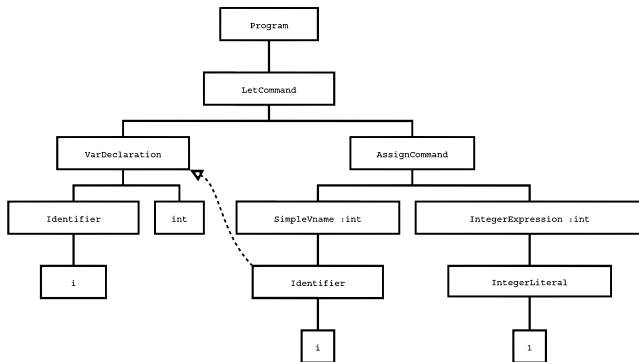 Program
LetCommand
VarDeclaration
AssignCommand
Identifier
int
SimpleVname :int
IntegerExpression :int
i
Identifier
IntegerLiteral
i
1